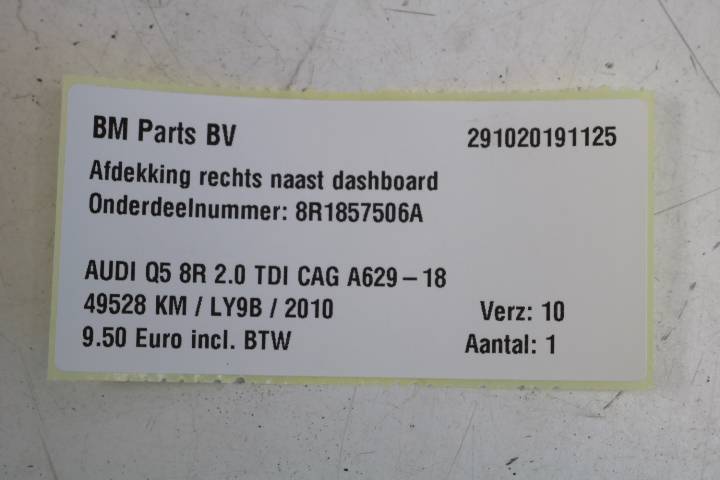 BM Parts BV 291020191125
Afdekking rechts naast dashboard
Onderdeelnummer: 8R1857506A
AUDI Q5 8R 2.0 TDI CAG A629-18
49528 KM / LY9B / 2010 Verz: 10
9.50 Euro incl. BTW Aantal: 1